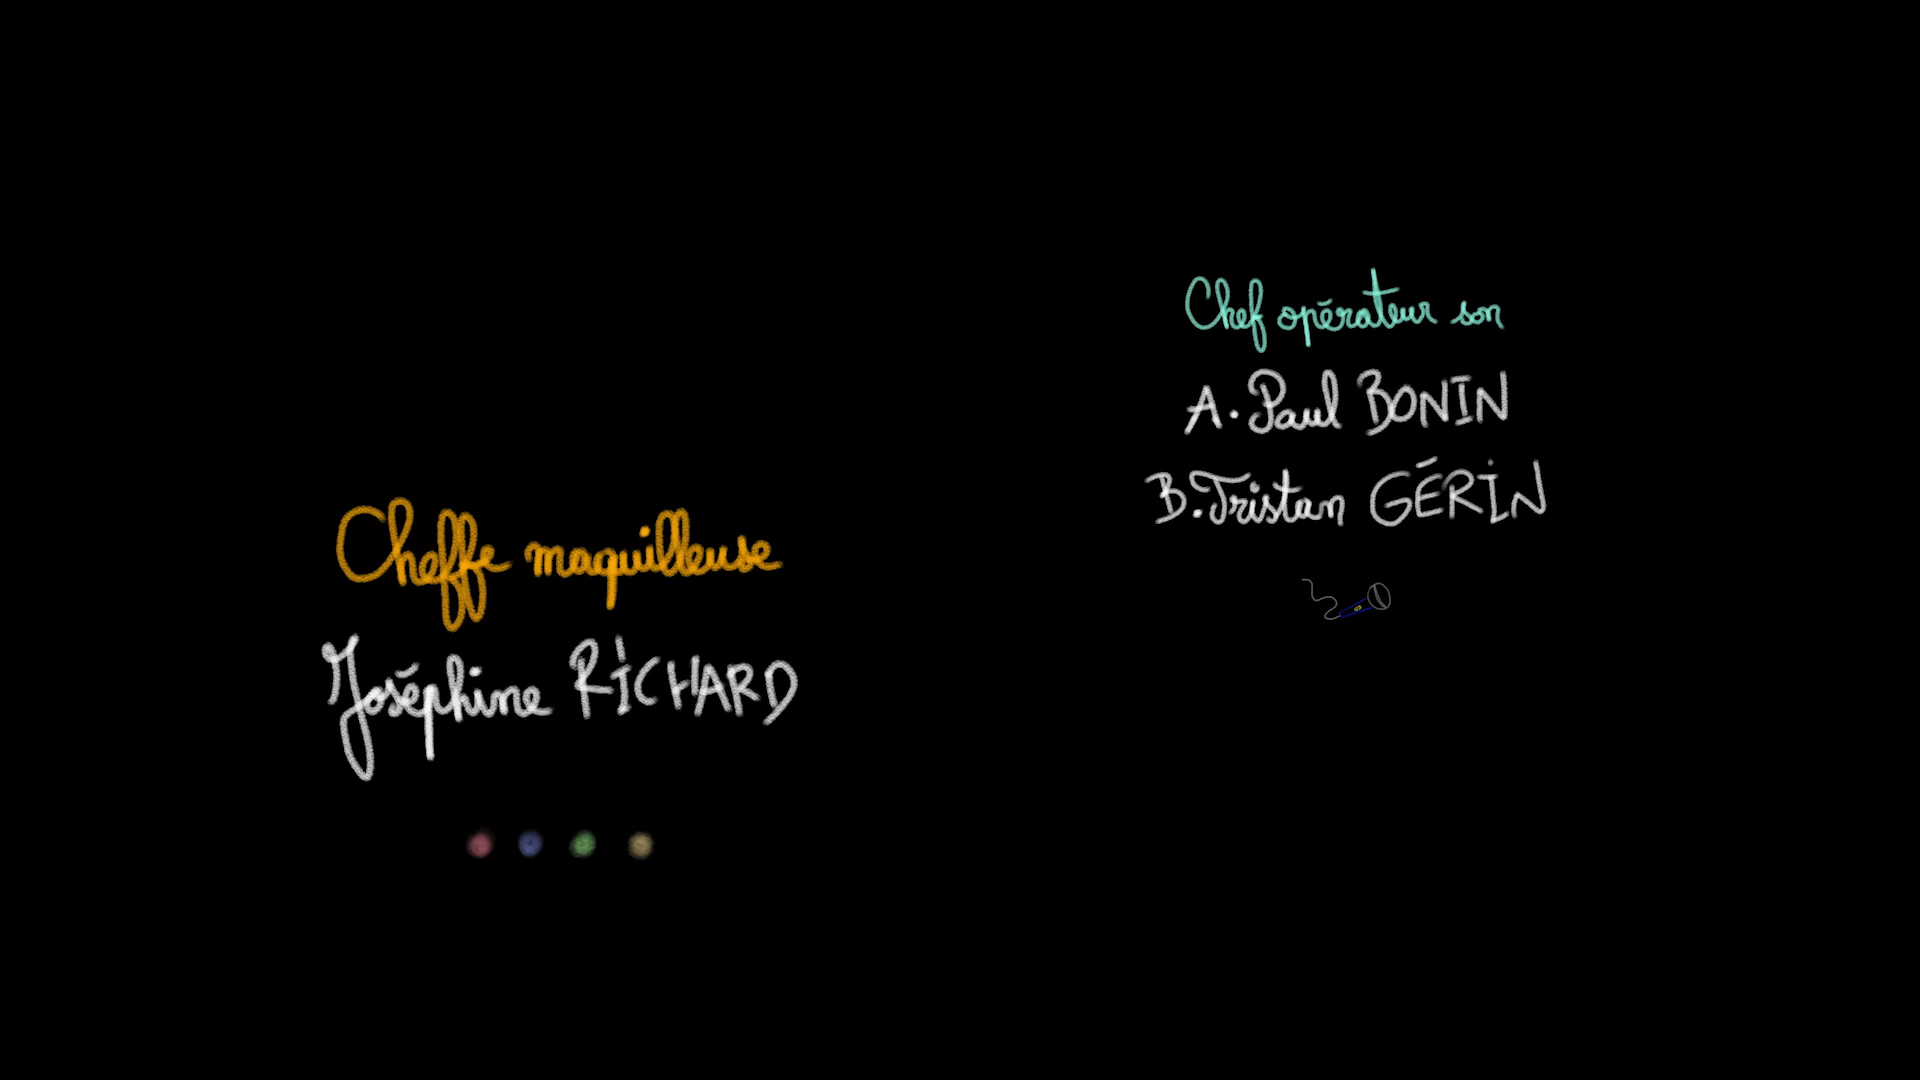 Cheffe maquilleuse
Joséphine RICHARD
Chef opérateur son
A. Paul BONIN
B. Tristan GÉRIN